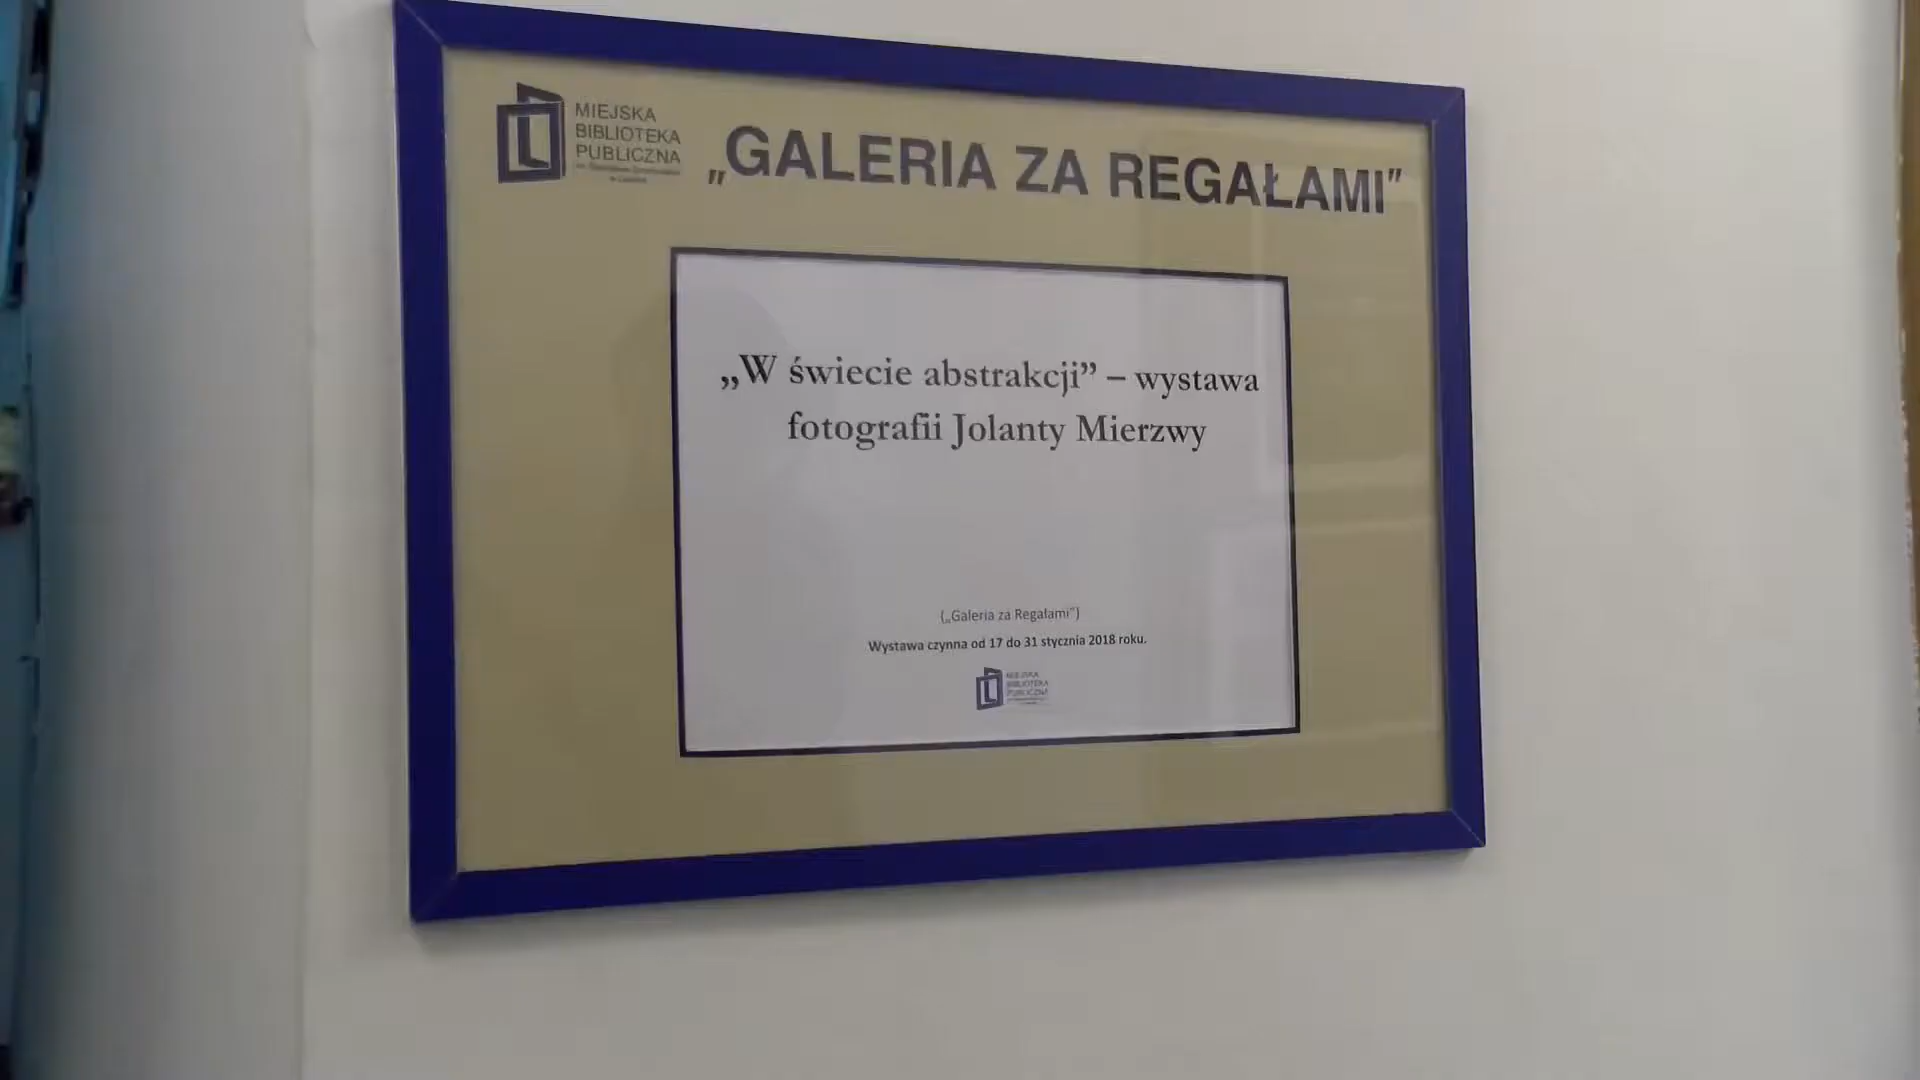 MIEJSKA
BIBLIOTEKA
PUBLICZNA
„GALERIA ZA REGAŁAMI”
„W świecie abstrakcji” – wystawa
fotografii Jolanty Mierzwy
(„Galeria za Regałami”)
Wystawa czynna od 17 do 31 stycznia 2018 roku.
MIEJSKA
BIBLIOTEKA
PUBLICZNA